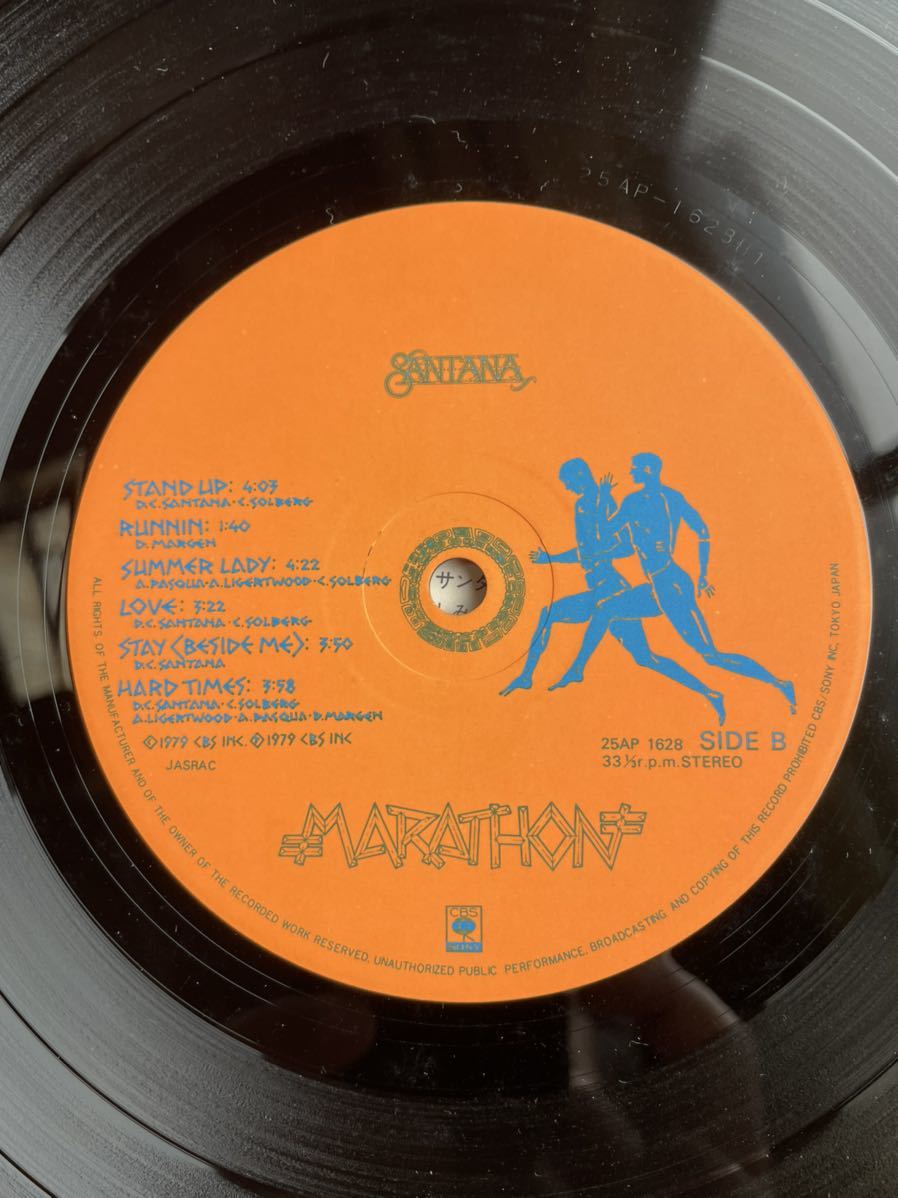 25AP-1628
SANTANA
STAND UP: 4:03
D.C. SANTANA · C. SOLBERG
RUNNIN: 1:40
D. MARGEN
SUMMER LADY: 4:22
A. PASQUA · A. LIGERTWOOD · C. SOLBERG
LOVE: 3:22
D.C. SANTANA · C. SOLBERG
STAY (BESIDE ME): 3:50
D.C. SANTANA
HARD TIMES: 3:58
D.C. SANTANA · C. SOLBERG
A. LIGERTWOOD · A. PASQUA · D. MARGEN
©1979 CBS INC. ℗1979 CBS INC
JASRAC
サンタ
み
25AP 1628 SIDE B
33⅓r.p.m. STEREO
MARATHON
CBS
SONY
ALL RIGHTS OF THE MANUFACTURER AND OF THE OWNER OF THE RECORDED WORK RESERVED. UNAUTHORIZED PUBLIC PERFORMANCE, BROADCASTING AND COPYING OF THIS RECORD PROHIBITED CBS/SONY INC, TOKYO JAPAN